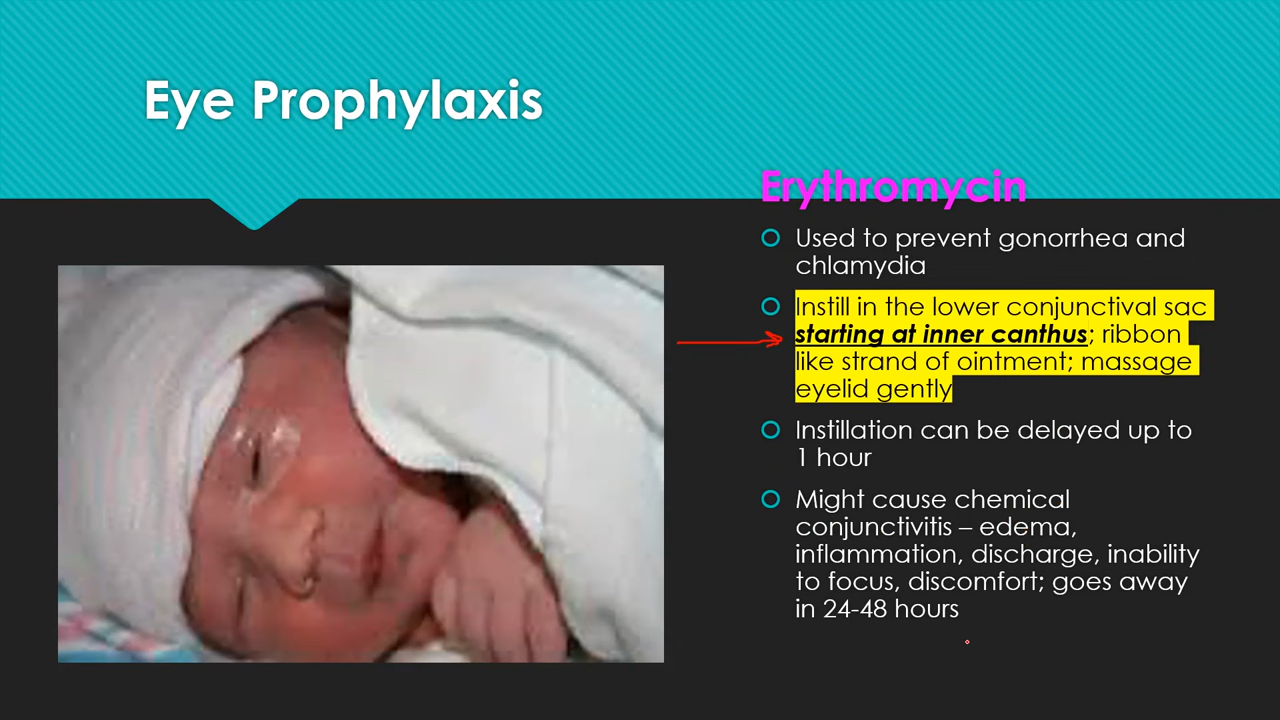 Eye Prophylaxis
Erythromycin
Used to prevent gonorrhea and
chlamydia
Instill in the lower conjunctival sac
starting at inner canthus; ribbon
like strand of ointment; massage
eyelid gently
Instillation can be delayed up to
1 hour
Might cause chemical
conjunctivitis – edema,
inflammation, discharge, inability
to focus, discomfort; goes away
in 24-48 hours